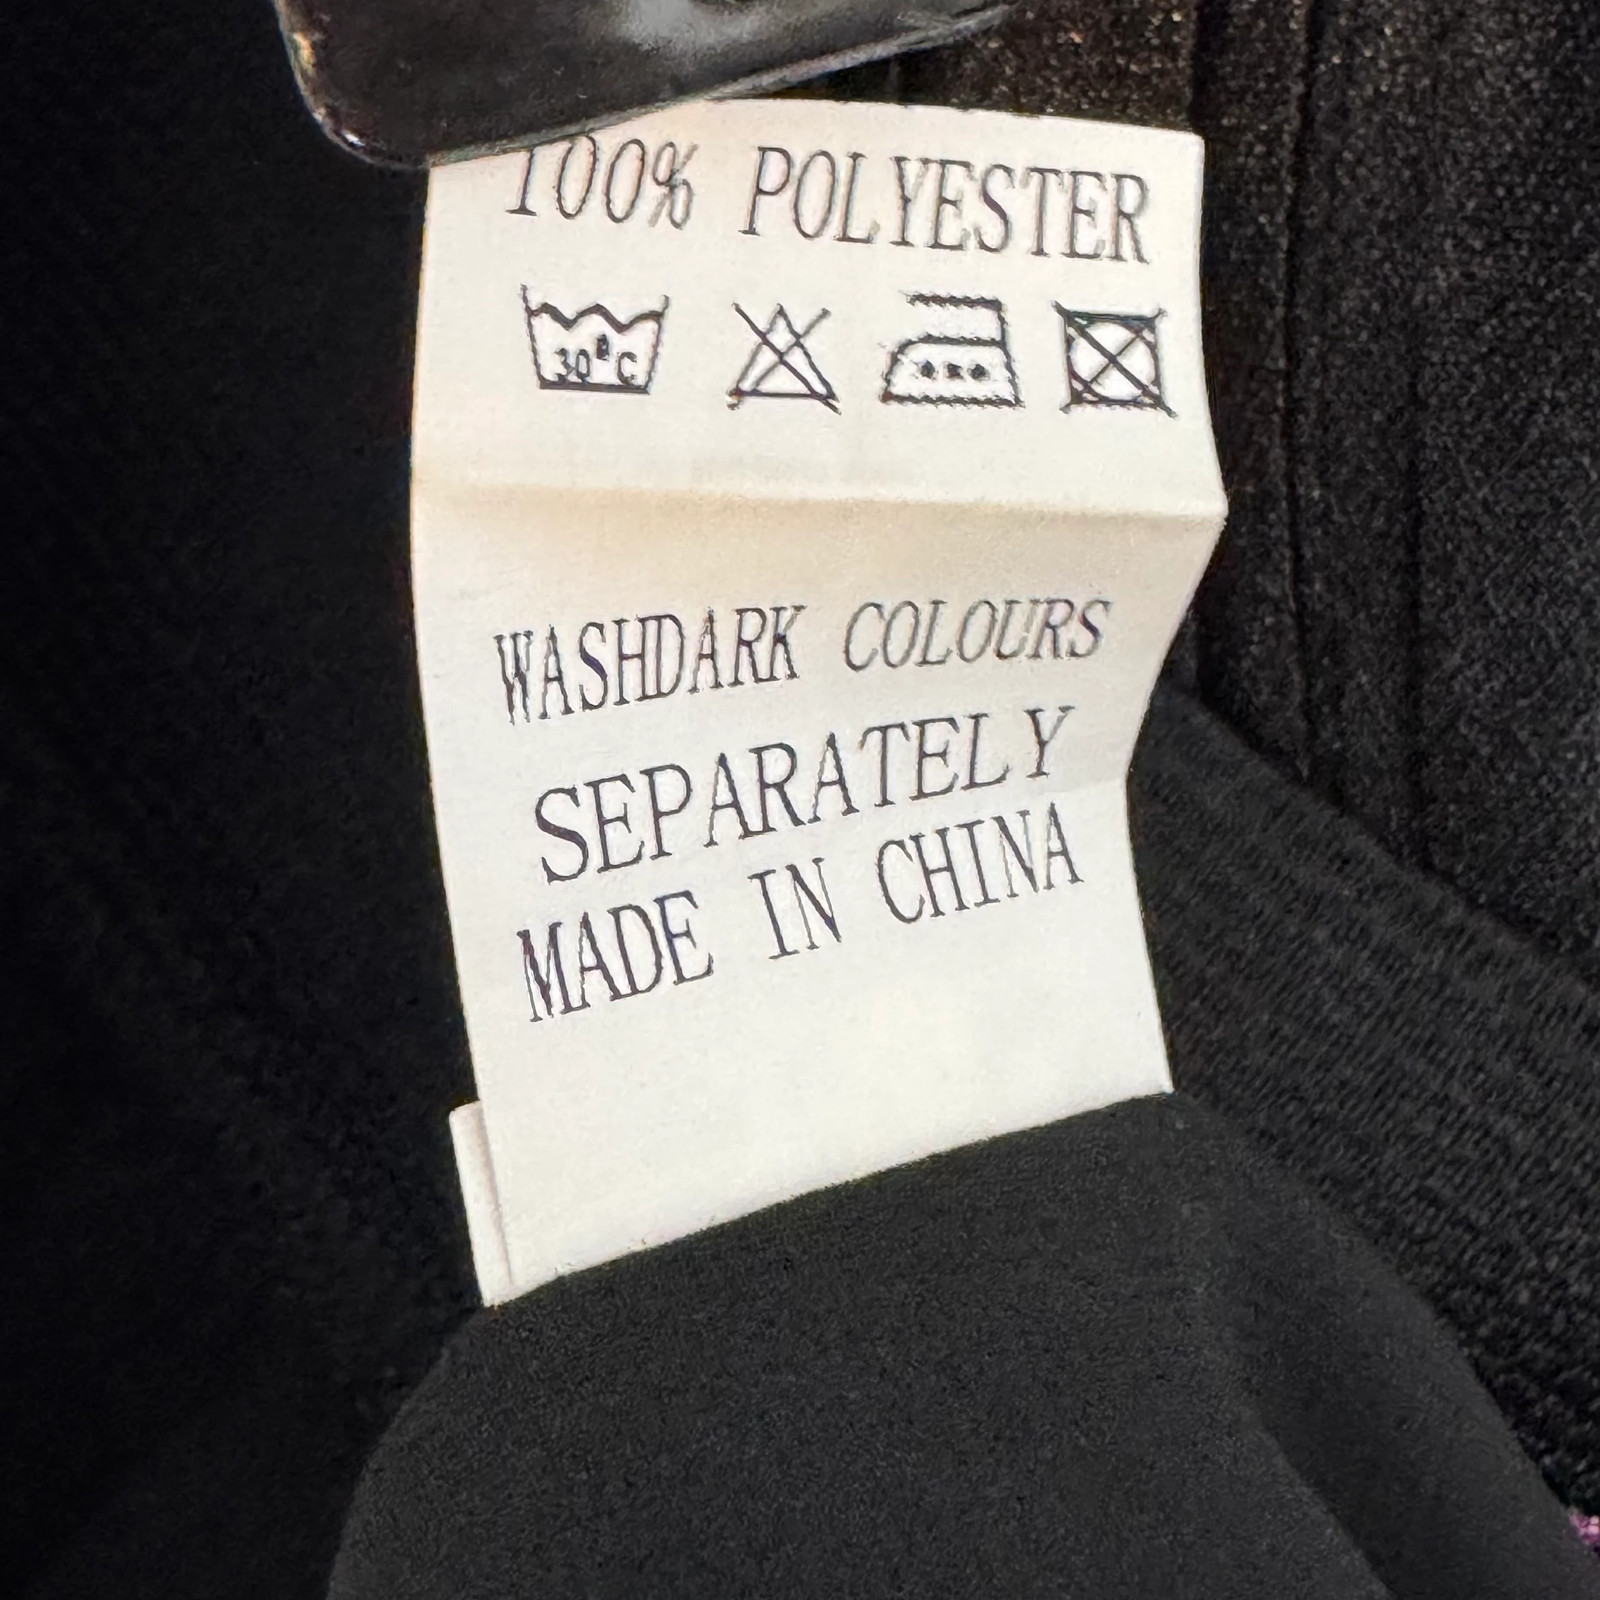 100% POLYESTER
30°C
WASHDARK COLOURS
SEPARATELY
MADE IN CHINA